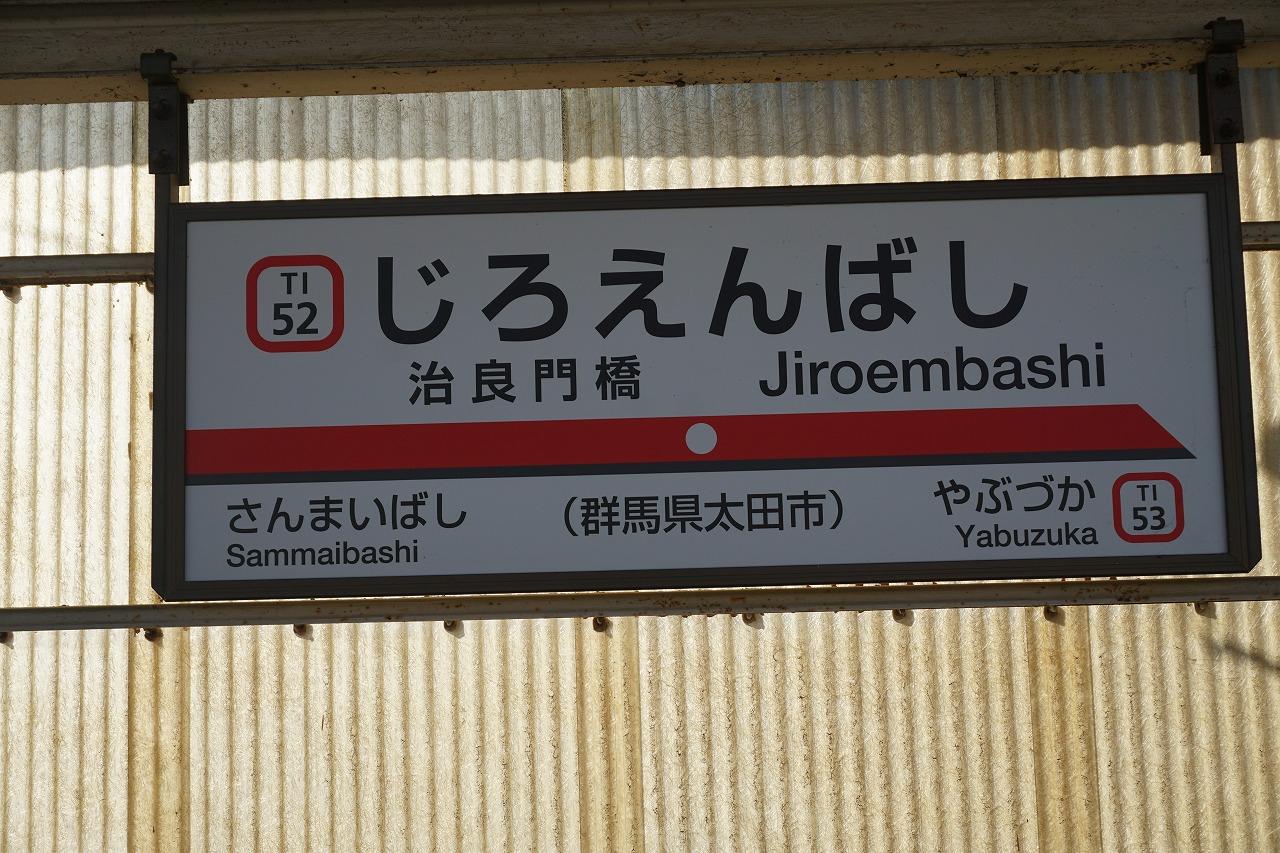 TI
52
じろえんばし
治良門橋
Jiroembashi
さんまいばし
Sammaibashi
（群馬県太田市）
やぶづか
Yabuzuka
TI
53